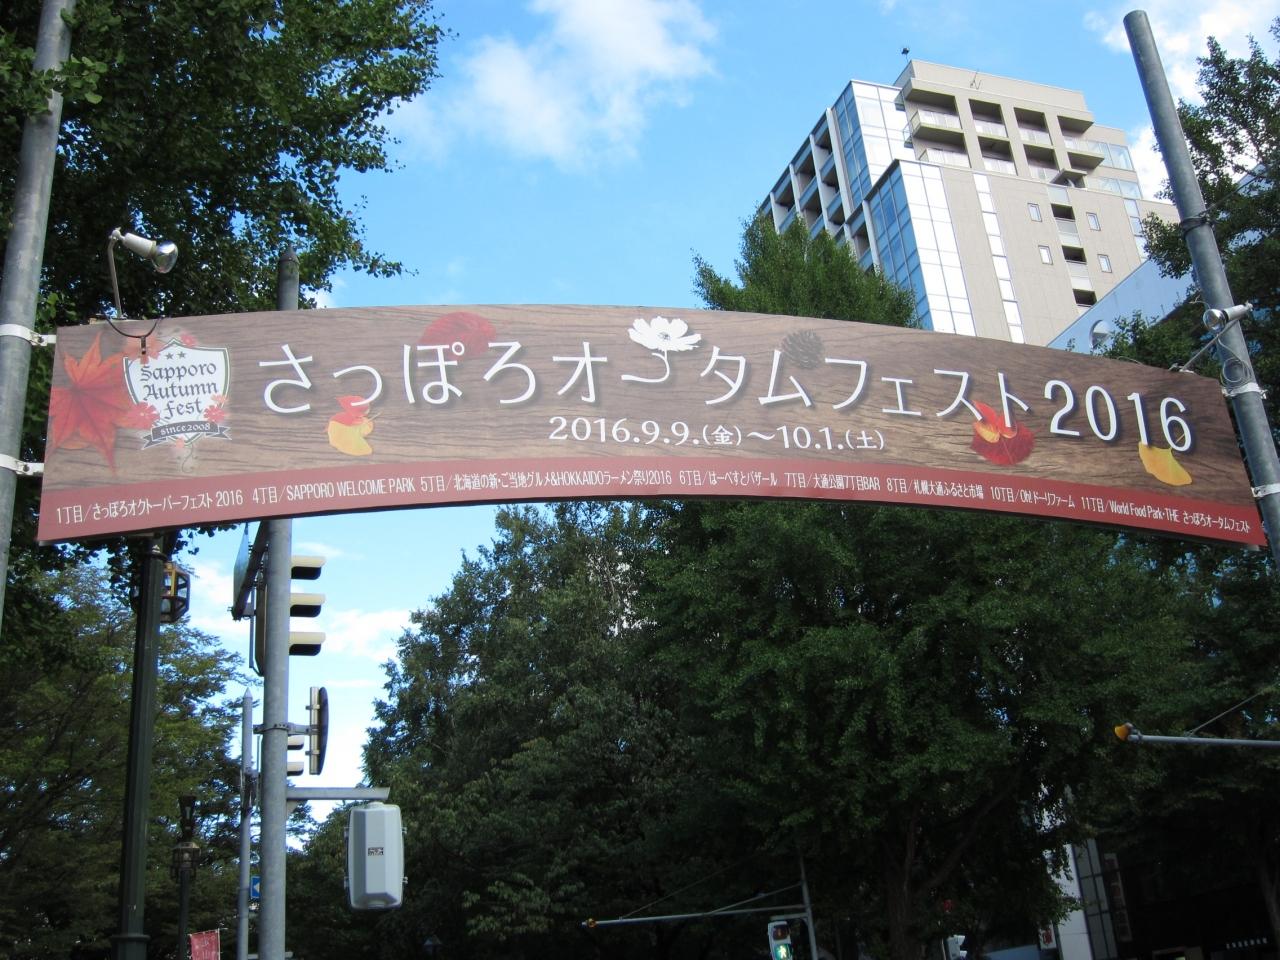 Sapporo
Autumn
Fest
since2008
さっぽろオータムフェスト2016
2016.9.9.(金)～10.1.(土)
1丁目/さっぽろオクトーバーフェスト2016 4丁目/SAPPORO WELCOME PARK 5丁目/北海道の新・ご当地グルメ&HOKKAIDOラーメン祭り2016 6丁目/はーべすとバザール 7丁目/大通公園7丁目BAR 8丁目/札幌大通ふるさと市場 10丁目/Oh!ドーリファーム 11丁目/World Food Park・THE さっぽろオータムフェスト